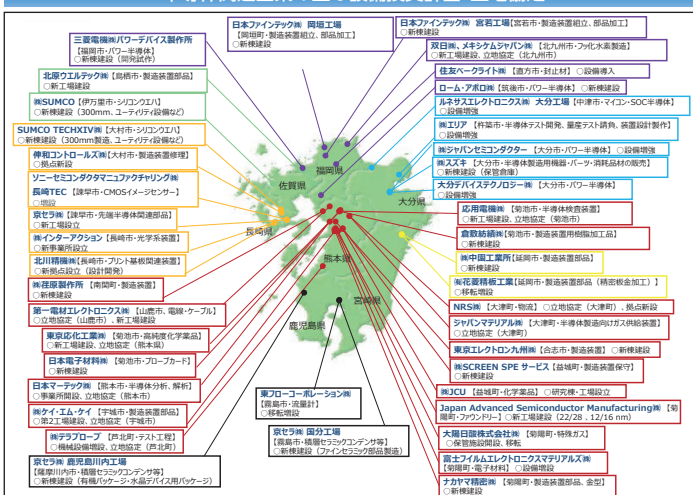 三菱電機㈱パワーデバイス製作所
【福岡市・パワー半導体】
○新棟建設（開発試作）
北原ウエルテック㈱【鳥栖市・製造装置部品】
○新工場建設
㈱SUMCO【伊万里市・シリコンウエハ】
○新棟建設（300mm、ユーティリティ設備など）
SUMCO TECHXIV㈱【大村市・シリコンウエハ】
○新棟建設（300mm製造、ユーティリティ設備など）
伸和コントロールズ㈱【大村市・製造装置修理】
○拠点新設
ソニーセミコンダクタマニュファクチャリング㈱
長崎TEC【諫早市・CMOSイメージセンサー】
○増設
京セラ㈱【諫早市・先端半導体関連部品】
○新工場設立
㈱インターアクション【長崎市・光学系装置】
○新事業所設立
北川精機㈱【長崎市・プリント基板関連装置】
○新拠点設立（設計開発）
㈱荏原製作所【南関町・製造装置】
○新棟建設
第一電材エレクトロニクス㈱【山鹿市、電線・ケーブル】
○立地協定（山鹿市）、新工場建設
東京応化工業㈱【菊池市・高純度化学薬品】
○新工場建設、立地協定（熊本県）
日本電子材料㈱【菊池市・プローブカード】
○新棟建設
日本マーテック㈱【熊本市・半導体分析、解析】
○事業所開設、立地協定（熊本市）
㈱ケイ・エム・ケイ【宇城市・製造装置部品】
○第2工場建設、立地協定（宇城市）
㈱テラプローブ【芦北町・テスト工程】
○機械設備増設、立地協定（芦北町）
京セラ㈱ 鹿児島川内工場
【薩摩川内市・積層セラミックコンデンサ等】
○新棟建設（有機パッケージ・水晶デバイス用パッケージ）
日本ファインテック㈱ 岡垣工場
【岡垣町・製造装置組立、部品加工】
○新棟建設
福岡県
佐賀県
長崎県
大分県
熊本県
宮崎県
鹿児島県
東フローコーポレーション㈱
【霧島市・流量計】
○移転増設
京セラ㈱ 国分工場
【霧島市・積層セラミックコンデンサ等】
○新棟建設（ファインセラミック部品製造）
日本ファインテック㈱ 宮若工場【宮若市・製造装置組立、部品加工】
○新棟建設
双日㈱、メキシケムジャパン㈱【北九州市・フッ化水素製造】
○新工場建設、立地協定（北九州市）
住友ベークライト㈱【直方市・封止材】 ○設備導入
ローム・アポロ㈱【筑後市・パワー半導体】 ○新棟建設
ルネサスエレクトロニクス㈱ 大分工場【中津市・マイコン・SOC半導体】
○設備増強
㈱エリア【杵築市・半導体テスト開発、量産テスト請負、装置設計製作】
○設備増強
㈱ジャパンセミコンダクター【大分市・パワー半導体】 ○設備増強
㈱スズキ【大分市・半導体製造用機器・パーツ・消耗品材の販売】
○新棟建設（保管倉庫）
大分デバイステクノロジー㈱【大分市・パワー半導体】
○設備増強
応用電機㈱【菊池市・半導体検査装置】
○新工場建設、立地協定（菊池市）
倉敷紡績㈱【菊池市・製造装置用樹脂加工品】
○新棟建設
㈱中園工業所【延岡市・製造装置部品】
○新棟建設
㈲花菱精板工業【延岡市・製造装置部品（精密板金加工）】
○移転増設
NRS㈱【大津町・物流】 ○立地協定（大津町）、拠点新設
ジャパンマテリアル㈱【大津町・半導体製造向けガス供給装置】
○立地協定（大津町）
東京エレクトロン九州㈱【合志市・製造装置】 ○新棟建設
㈱SCREEN SPE サービス【益城町・製造装置保守】
○新棟建設
㈱JCU【益城町・化学薬品】 ○研究棟・工場設立
Japan Advanced Semiconductor Manufacturing㈱【菊
陽町・ファウンドリー】 ○新工場建設（22/28 、12/16 nm）
大陽日酸株式会社㈱【菊陽町・特殊ガス】
○保管施設開設、移転
富士フイルムエレクトロニクスマテリアルズ㈱
【菊陽町・電子材料】 ○設備増設
ナカヤマ精密㈱【菊陽町・製造装置部品、金型】
○新棟建設